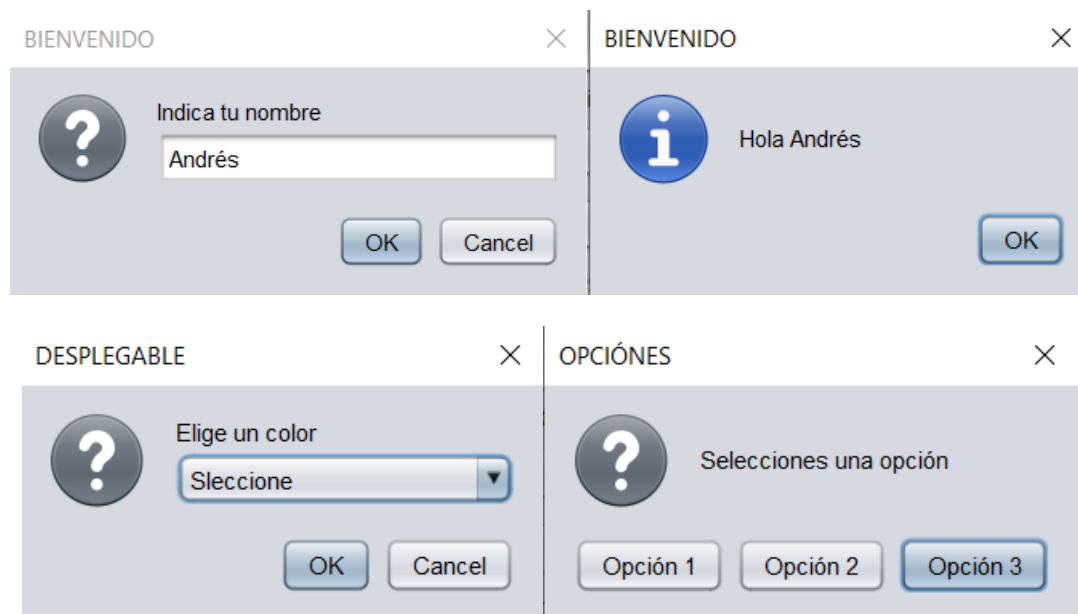 BIENVENIDO
Indica tu nombre
Andrés
OK Cancel
BIENVENIDO
Hola Andrés
OK
DESPLEGABLE
Elige un color
Sleccione
OK Cancel
OPCIÓNES
Selecciones una opción
Opción 1 Opción 2 Opción 3